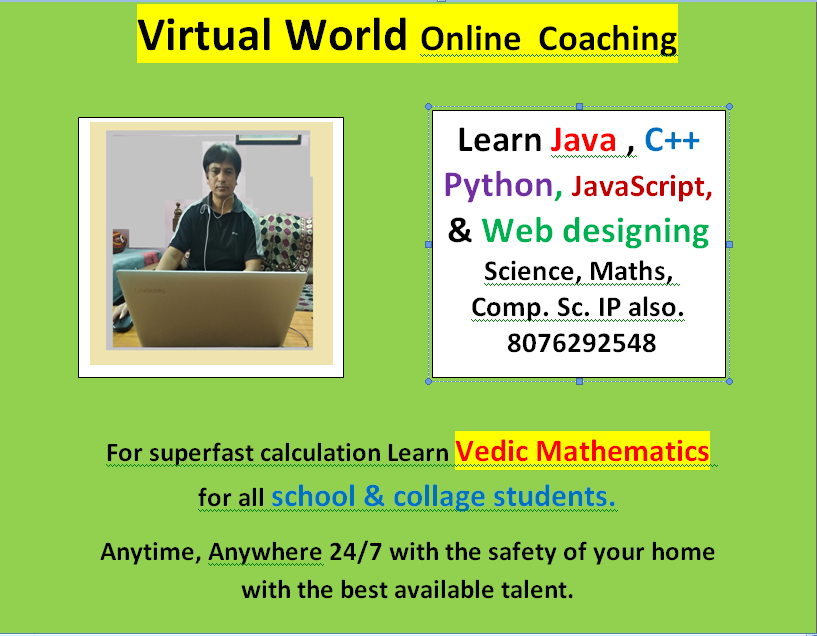 Virtual World Online Coaching
Learn Java , C++
Python, JavaScript,
& Web designing
Science, Maths,
Comp. Sc. IP also.
8076292548
For superfast calculation Learn Vedic Mathematics
for all school & collage students.
Anytime, Anywhere 24/7 with the safety of your home
with the best available talent.